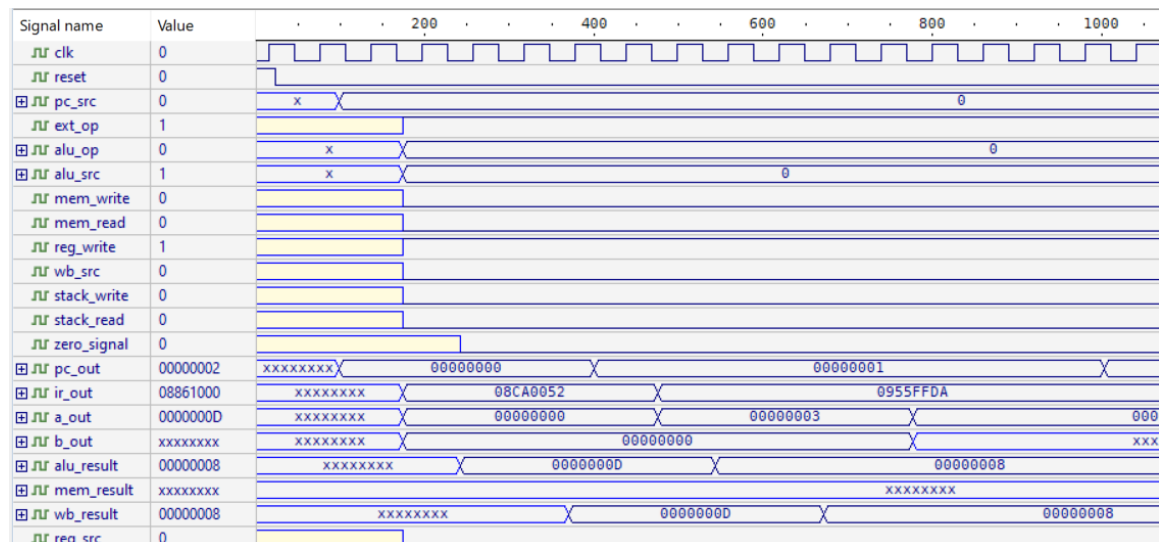 Signal name Value 200 400 600 800 1000
clk 0
reset 0
pc_src 0 x 0
ext_op 1
alu_op 0 x 0
alu_src 1 x 0
mem_write 0
mem_read 0
reg_write 1
wb_src 0
stack_write 0
stack_read 0
zero_signal 0
pc_out 00000002 xxxxxxxx 00000000 00000001
ir_out 08861000 xxxxxxxx 08CA0052 0955FFDA
a_out 0000000D xxxxxxxx 00000000 00000003 000
b_out xxxxxxxx xxxxxxxx 00000000 xxx
alu_result 00000008 xxxxxxxx 0000000D 00000008
mem_result xxxxxxxx xxxxxxxx
wb_result 00000008 xxxxxxxx 0000000D 00000008
reg_src 0